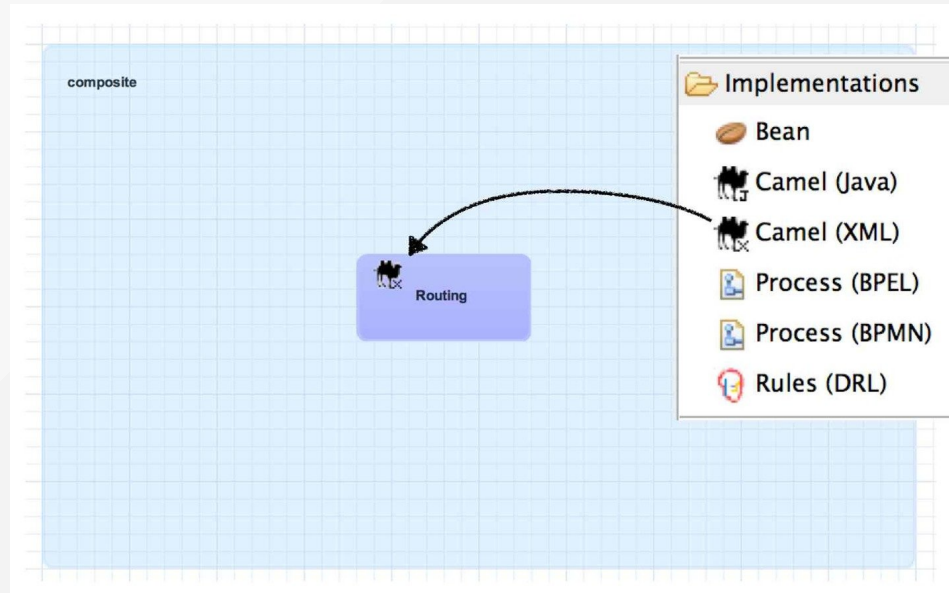 composite
Routing
Implementations
Bean
Camel (Java)
Camel (XML)
Process (BPEL)
Process (BPMN)
Rules (DRL)